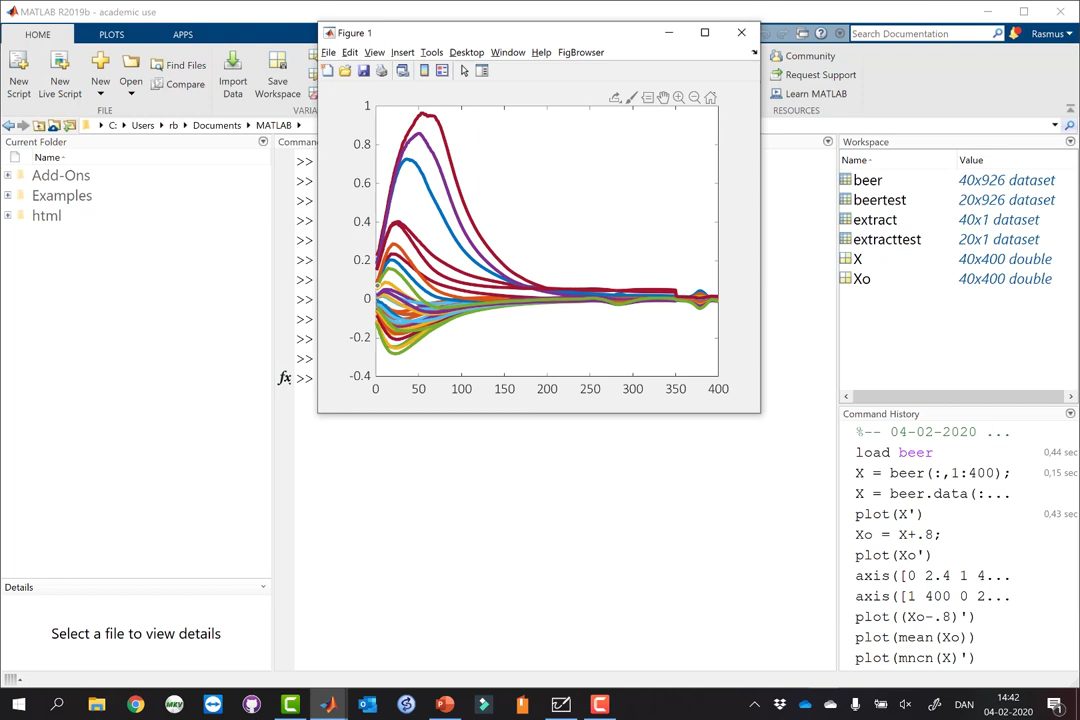 MATLAB R2019b - academic use
HOME PLOTS APPS
Search Documentation
Rasmus
New Script
New Live Script
New
Open
Find Files
Compare
Import Data
Save Workspace
FILE
VARIA
Community
Request Support
Learn MATLAB
RESOURCES
C: Users rb Documents MATLAB
Current Folder
Name
Add-Ons
Examples
html
Details
Select a file to view details
Comman
>>
>>
>>
>>
>>
>>
>>
>>
>>
>>
>>
fx >>
Figure 1
File Edit View Insert Tools Desktop Window Help FigBrowser
1
0.8
0.6
0.4
0.2
0
-0.2
-0.4
0 50 100 150 200 250 300 350 400
Workspace
Name Value
beer 40x926 dataset
beertest 20x926 dataset
extract 40x1 dataset
extracttest 20x1 dataset
X 40x400 double
Xo 40x400 double
Command History
%-- 04-02-2020 ...
load beer 0,44 sec
X = beer(:,1:400); 0,15 sec
X = beer.data(:...
plot(X') 0,43 sec
Xo = X+.8;
plot(Xo')
axis([0 2.4 1 4...
axis([1 400 0 2...
plot((Xo-.8)')
plot(mean(Xo))
plot(mncn(X)')
MKV
DAN
14:42
04-02-2020
1